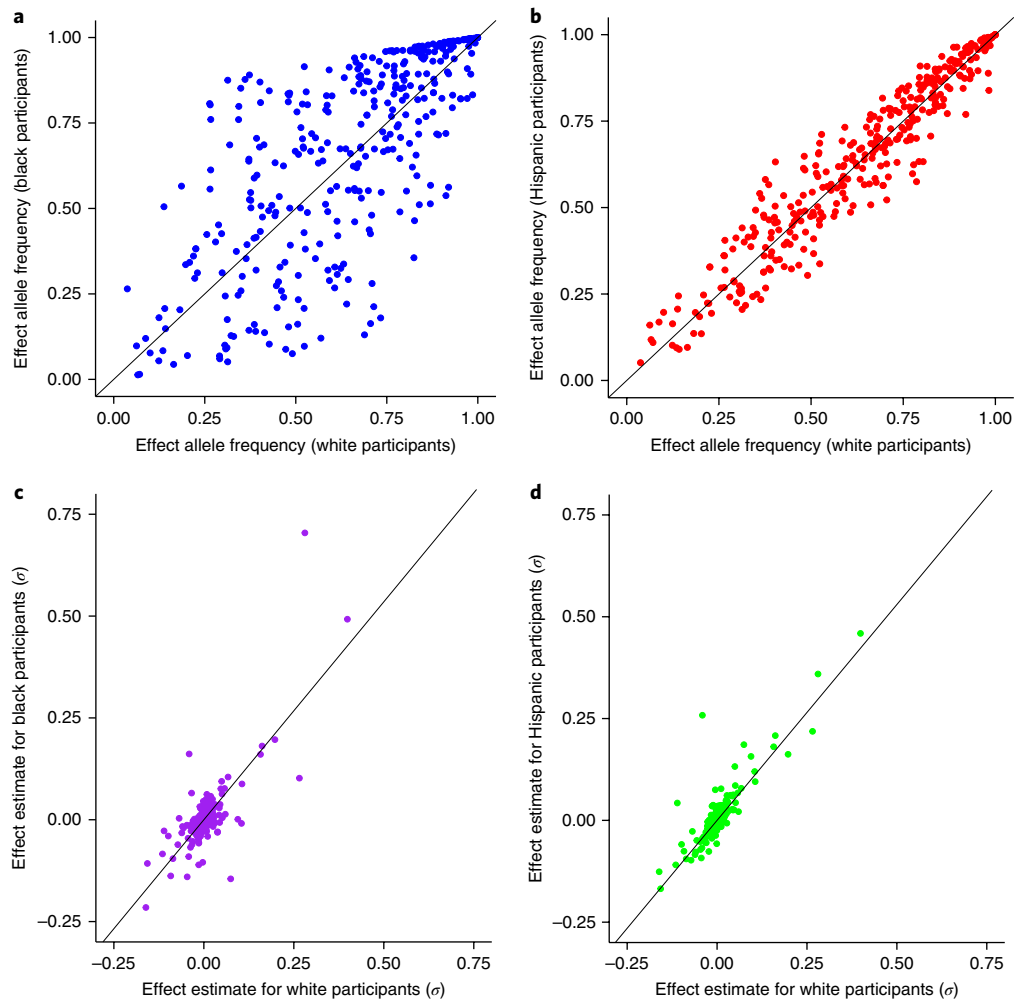 a
1.00
0.75
0.50
0.25
0.00
Effect allele frequency (black participants)
0.00 0.25 0.50 0.75 1.00
Effect allele frequency (white participants)
b
1.00
0.75
0.50
0.25
0.00
Effect allele frequency (Hispanic participants)
0.00 0.25 0.50 0.75 1.00
Effect allele frequency (white participants)
c
0.75
0.50
0.25
0.00
−0.25
Effect estimate for black participants (σ)
−0.25 0.00 0.25 0.50 0.75
Effect estimate for white participants (σ)
d
0.75
0.50
0.25
0.00
−0.25
Effect estimate for Hispanic participants (σ)
−0.25 0.00 0.25 0.50 0.75
Effect estimate for white participants (σ)